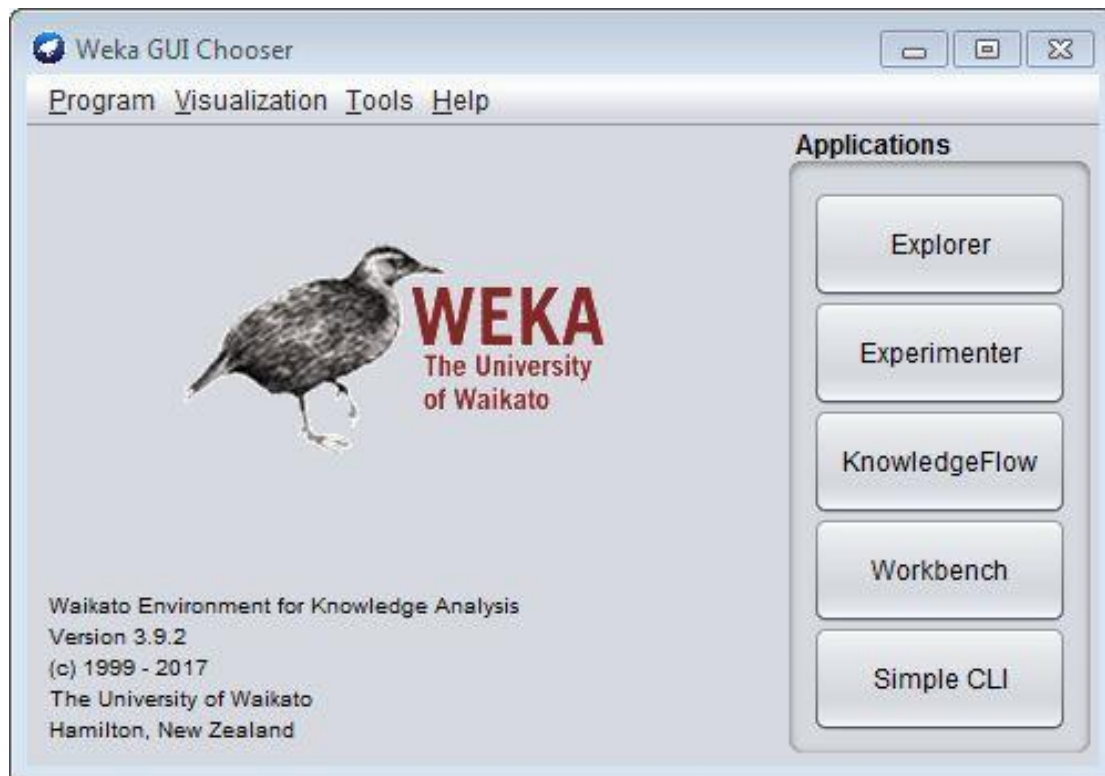 Weka GUI Chooser
Program Visualization Tools Help
Applications
Explorer
Experimenter
KnowledgeFlow
Workbench
Simple CLI
WEKA
The University
of Waikato
Waikato Environment for Knowledge Analysis
Version 3.9.2
(c) 1999 - 2017
The University of Waikato
Hamilton, New Zealand